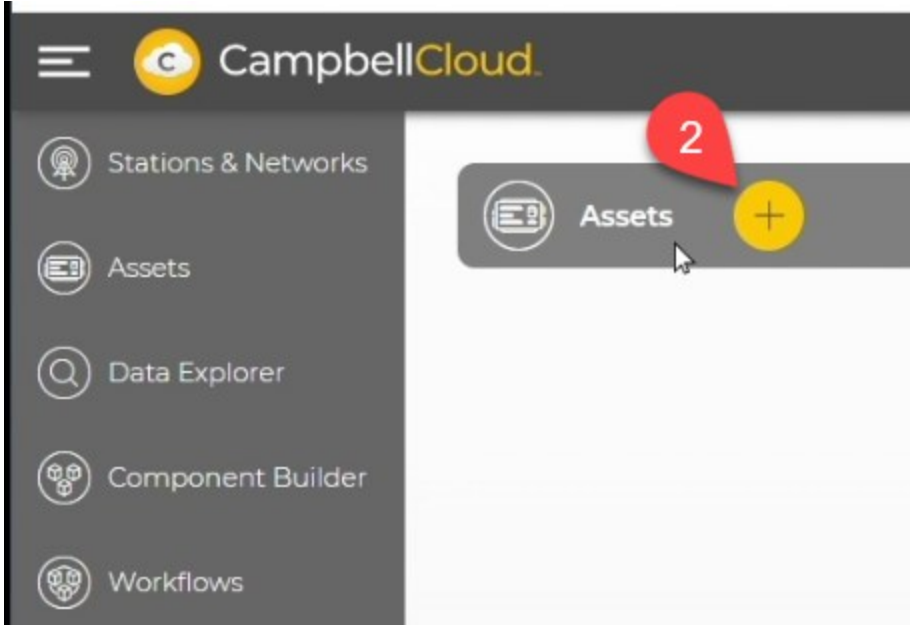 C CampbellCloud
Stations & Networks
2
Assets
Assets
Data Explorer
Component Builder
Workflows